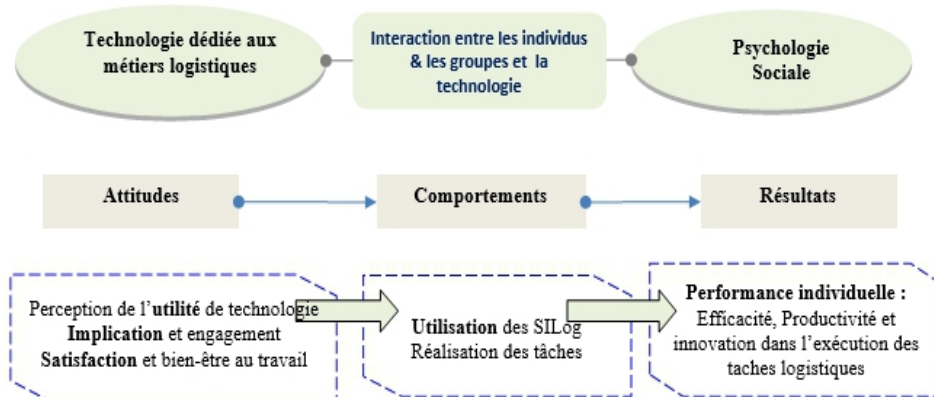 Technologie dédiée aux
métiers logistiques
Interaction entre les individus
& les groupes et la
technologie
Psychologie
Sociale
Attitudes
Comportements
Résultats
Perception de l'utilité de technologie
Implication et engagement
Satisfaction et bien-être au travail
Utilisation des SILog
Réalisation des tâches
Performance individuelle :
Efficacité, Productivité et
innovation dans l'exécution des
taches logistiques